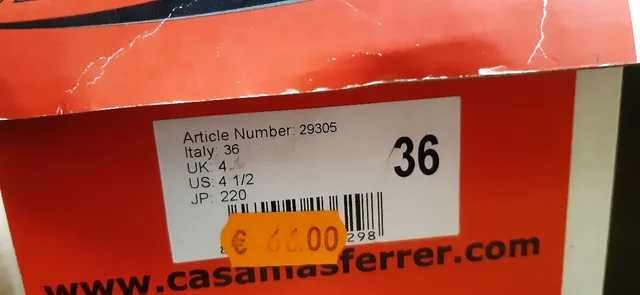 Article Number: 29305
Italy: 36
36
UK: 4
US: 4 1/2
JP: 220
€ 66.00
298
www.casamasferrer.com